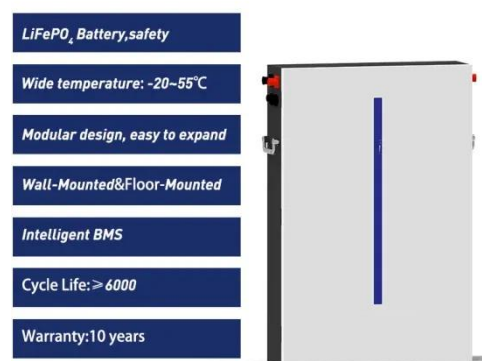 LiFePO₄ Battery,safety
Wide temperature: -20~55℃
Modular design, easy to expand
Wall-Mounted&Floor-Mounted
Intelligent BMS
Cycle Life:≥6000
Warranty:10 years